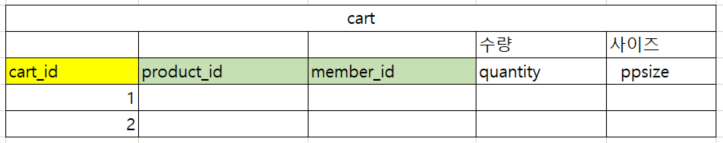 cart
수량 사이즈
cart_id product_id member_id quantity ppsize
1
2